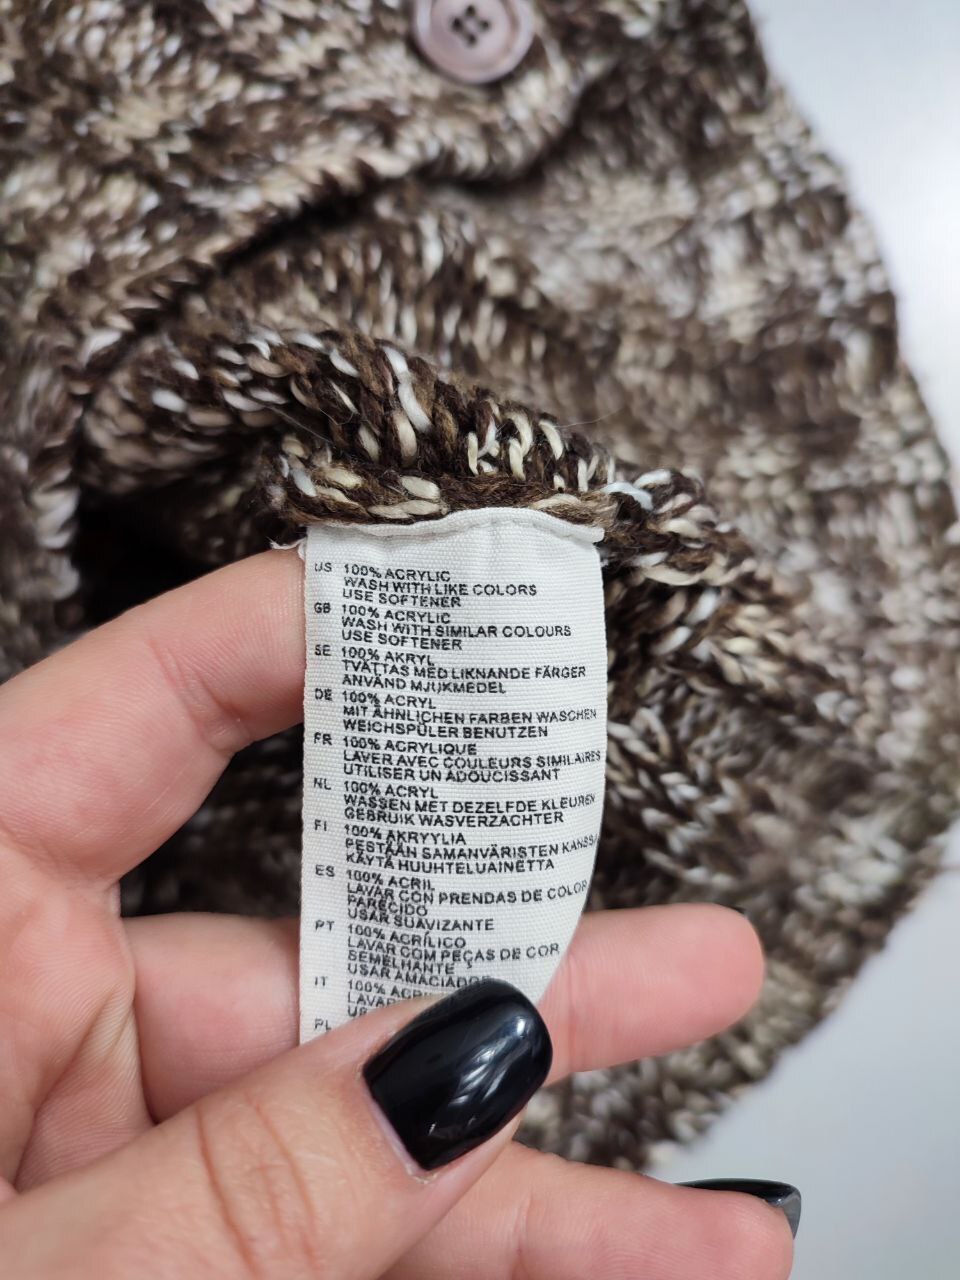 US 100% ACRYLIC
WASH WITH LIKE COLORS
USE SOFTENER
GB 100% ACRYLIC
WASH WITH SIMILAR COLOURS
USE SOFTENER
SE 100% AKRYL
TVÄTTAS MED LIKNANDE FÄRGER
ANVÄND MJUKMEDEL
DE 100% ACRYL
MIT ÄHNLICHEN FARBEN WASCHEN
WEICHSPÜLER BENUTZEN
FR 100% ACRYLIQUE
LAVER AVEC COULEURS SIMILAIRES
UTILISER UN ADOUCISSANT
NL 100% ACRYL
WASSEN MET DEZELFDE KLEUREN
GEBRUIK WASVERZACHTER
FI 100% AKRYYLIA
PESTÄÄN SAMANVÄRISTEN
KÄYTÄ HUUHTELUAINETTA
ES 100% ACRIL
LAVAR CON PRENDAS DE COLOR
PARECIDO
USAR SUAVIZANTE
PT 100% ACRÍLICO
LAVAR COM PEÇAS DE COR
SEMELHANTE
USAR AMACIADOR
IT 100%
PL